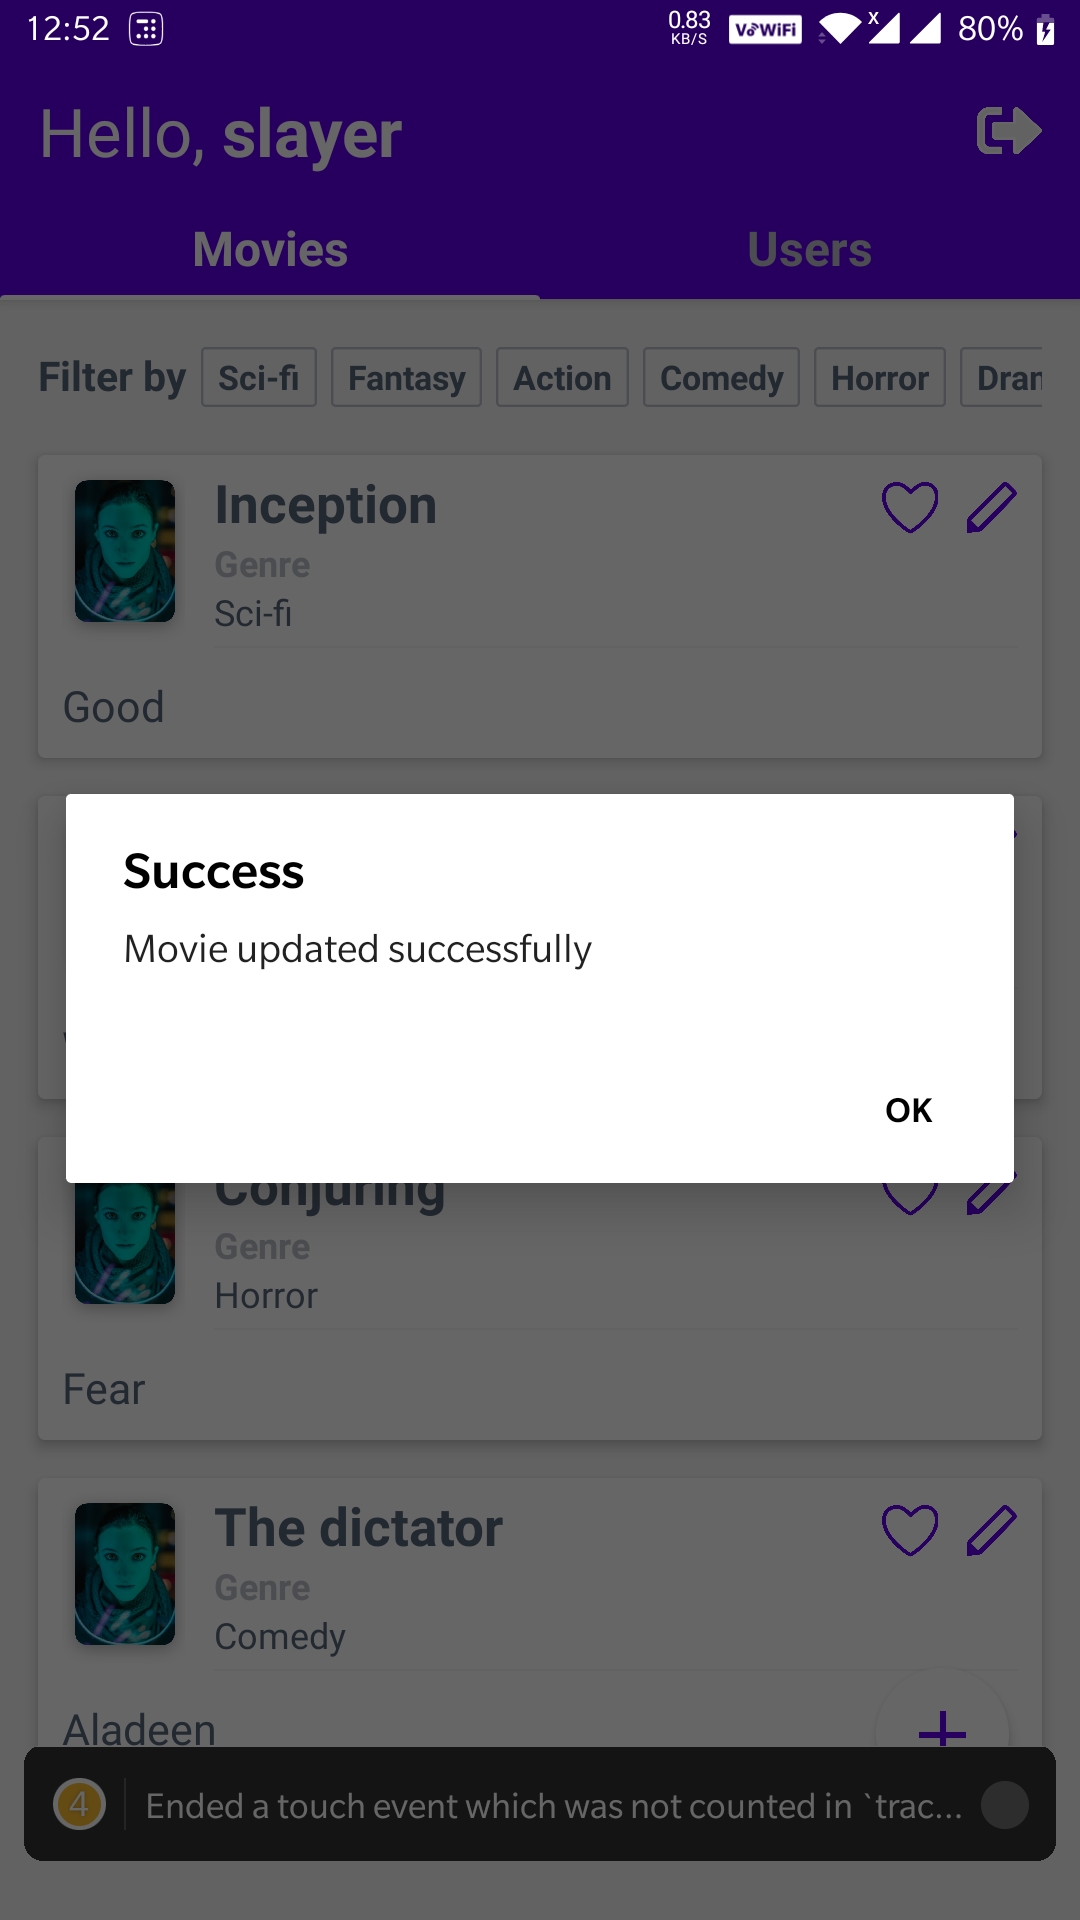 12:52
0.83
KB/S
VoWiFi
X
80%
Hello, slayer
Movies
Users
Filter by
Sci-fi
Fantasy
Action
Comedy
Horror
Inception
Genre
Sci-fi
Good
Success
Movie updated successfully
OK
Conjuring
Genre
Horror
Fear
The dictator
Genre
Comedy
Aladeen
4
Ended a touch event which was not counted in `trac...